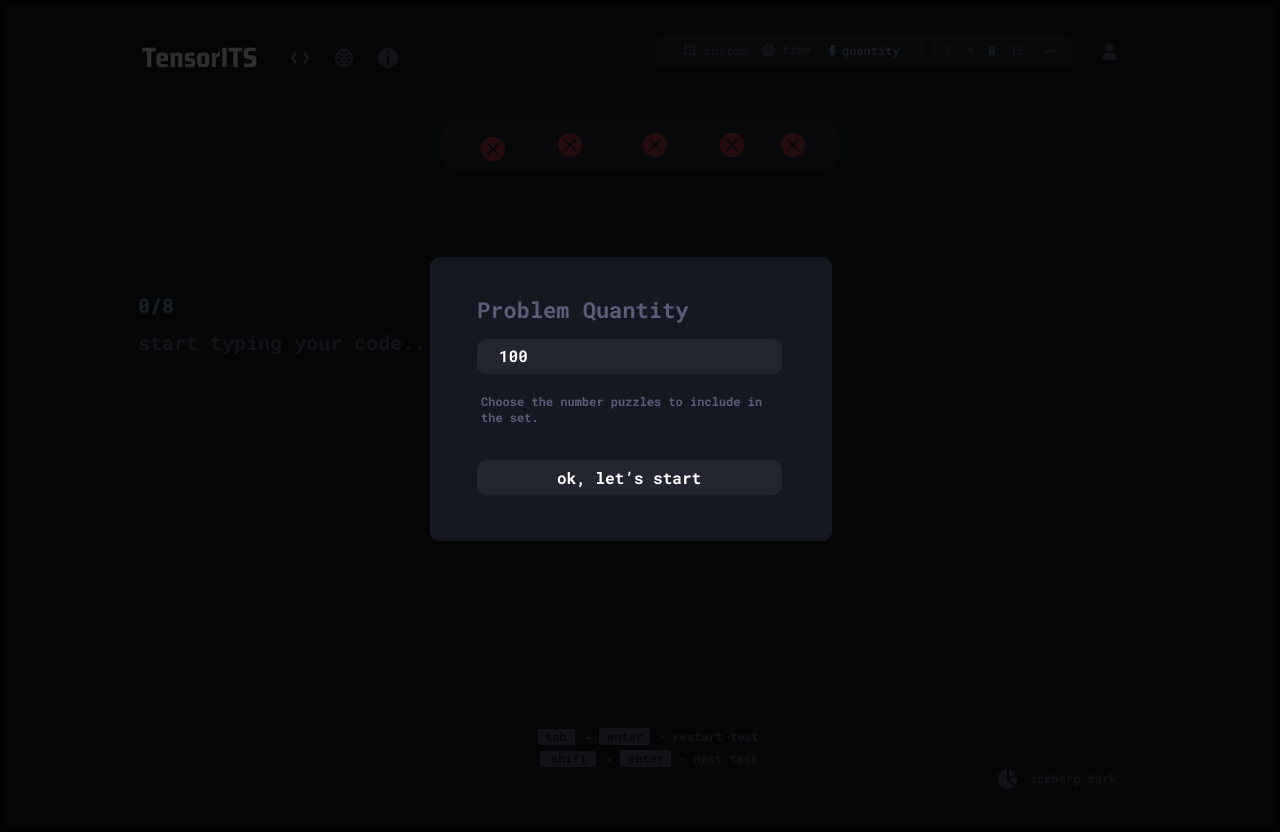 TensorITS
custom time quantity 2 4 8 16
0/8
start typing your code..
Problem Quantity
100
Choose the number puzzles to include in
the set.
ok, let’s start
tab + enter - restart test
shift + enter - next task
iceberg dark